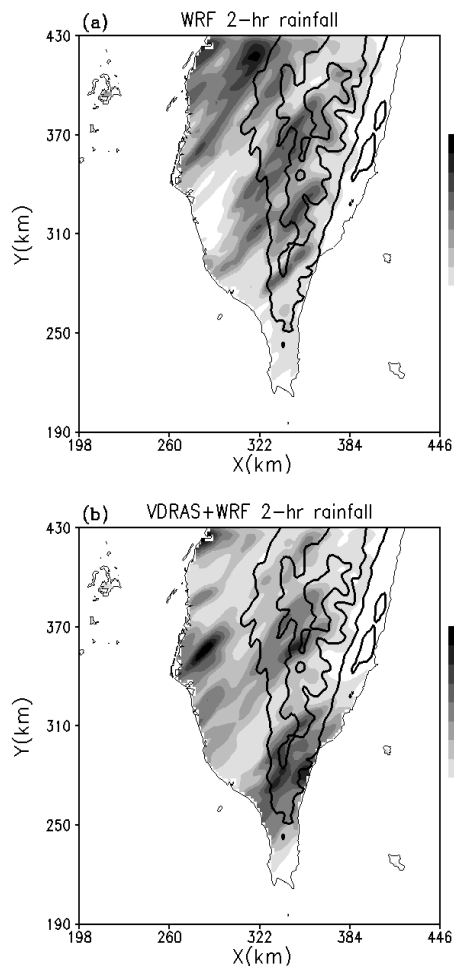 (a) WRF 2-hr rainfall
430
370
310
250
190
Y(km)
198 260 322 384 446
X(km)
(b) VDRAS+WRF 2-hr rainfall
430
370
310
250
190
Y(km)
198 260 322 384 446
X(km)